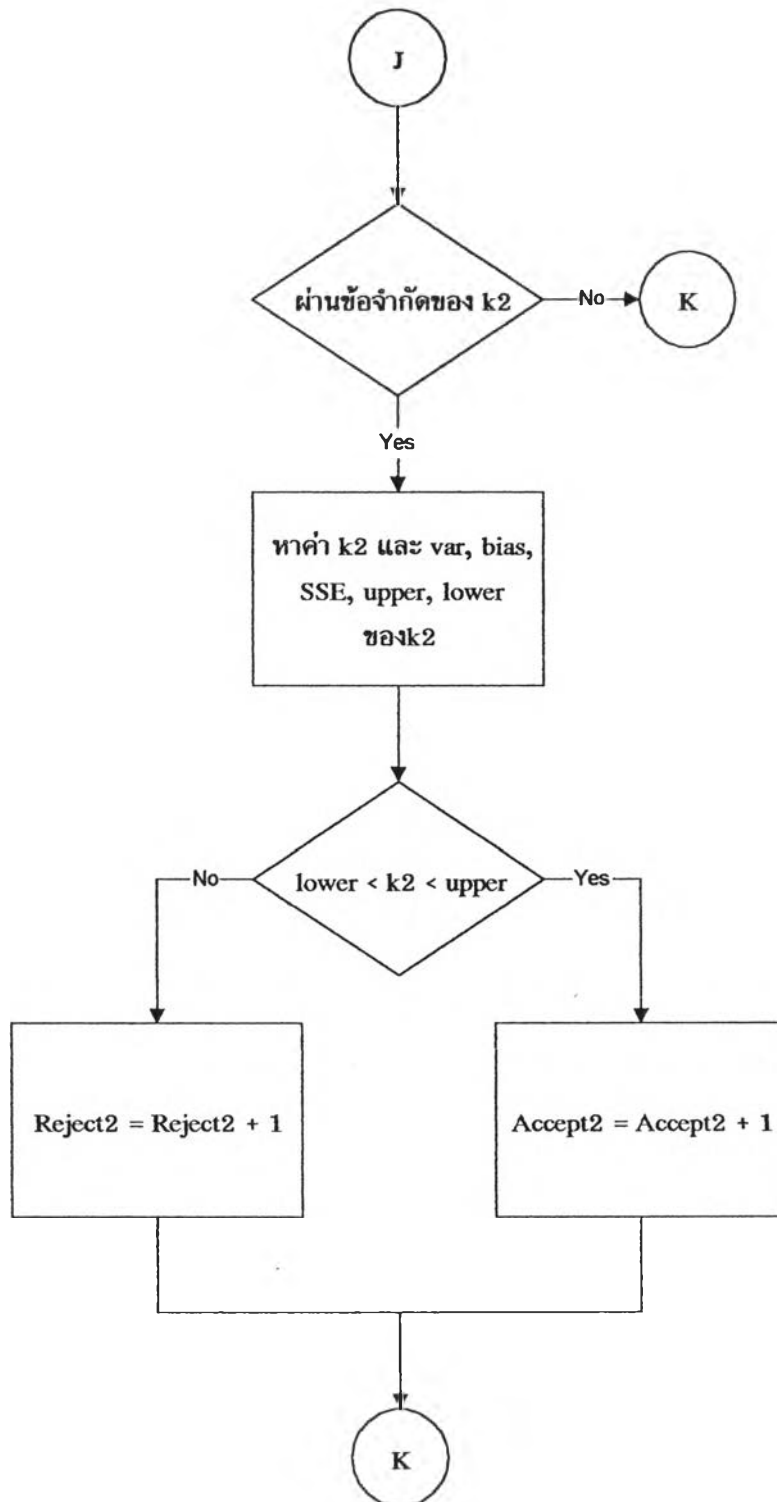 J
ผ่านข้อจำกัดของ k2
No
K
Yes
หาค่า k2 และ var, bias,
SSE, upper, lower
ของk2
lower < k2 < upper
No
Yes
Reject2 = Reject2 + 1
Accept2 = Accept2 + 1
K